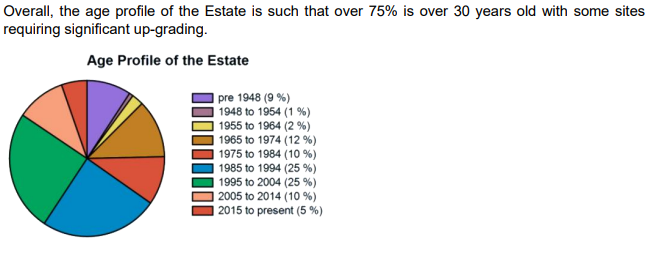 Overall, the age profile of the Estate is such that over 75% is over 30 years old with some sites
requiring significant up-grading.
Age Profile of the Estate
pre 1948 (9 %)
1948 to 1954 (1 %)
1955 to 1964 (2 %)
1965 to 1974 (12 %)
1975 to 1984 (10 %)
1985 to 1994 (25 %)
1995 to 2004 (25 %)
2005 to 2014 (10 %)
2015 to present (5 %)